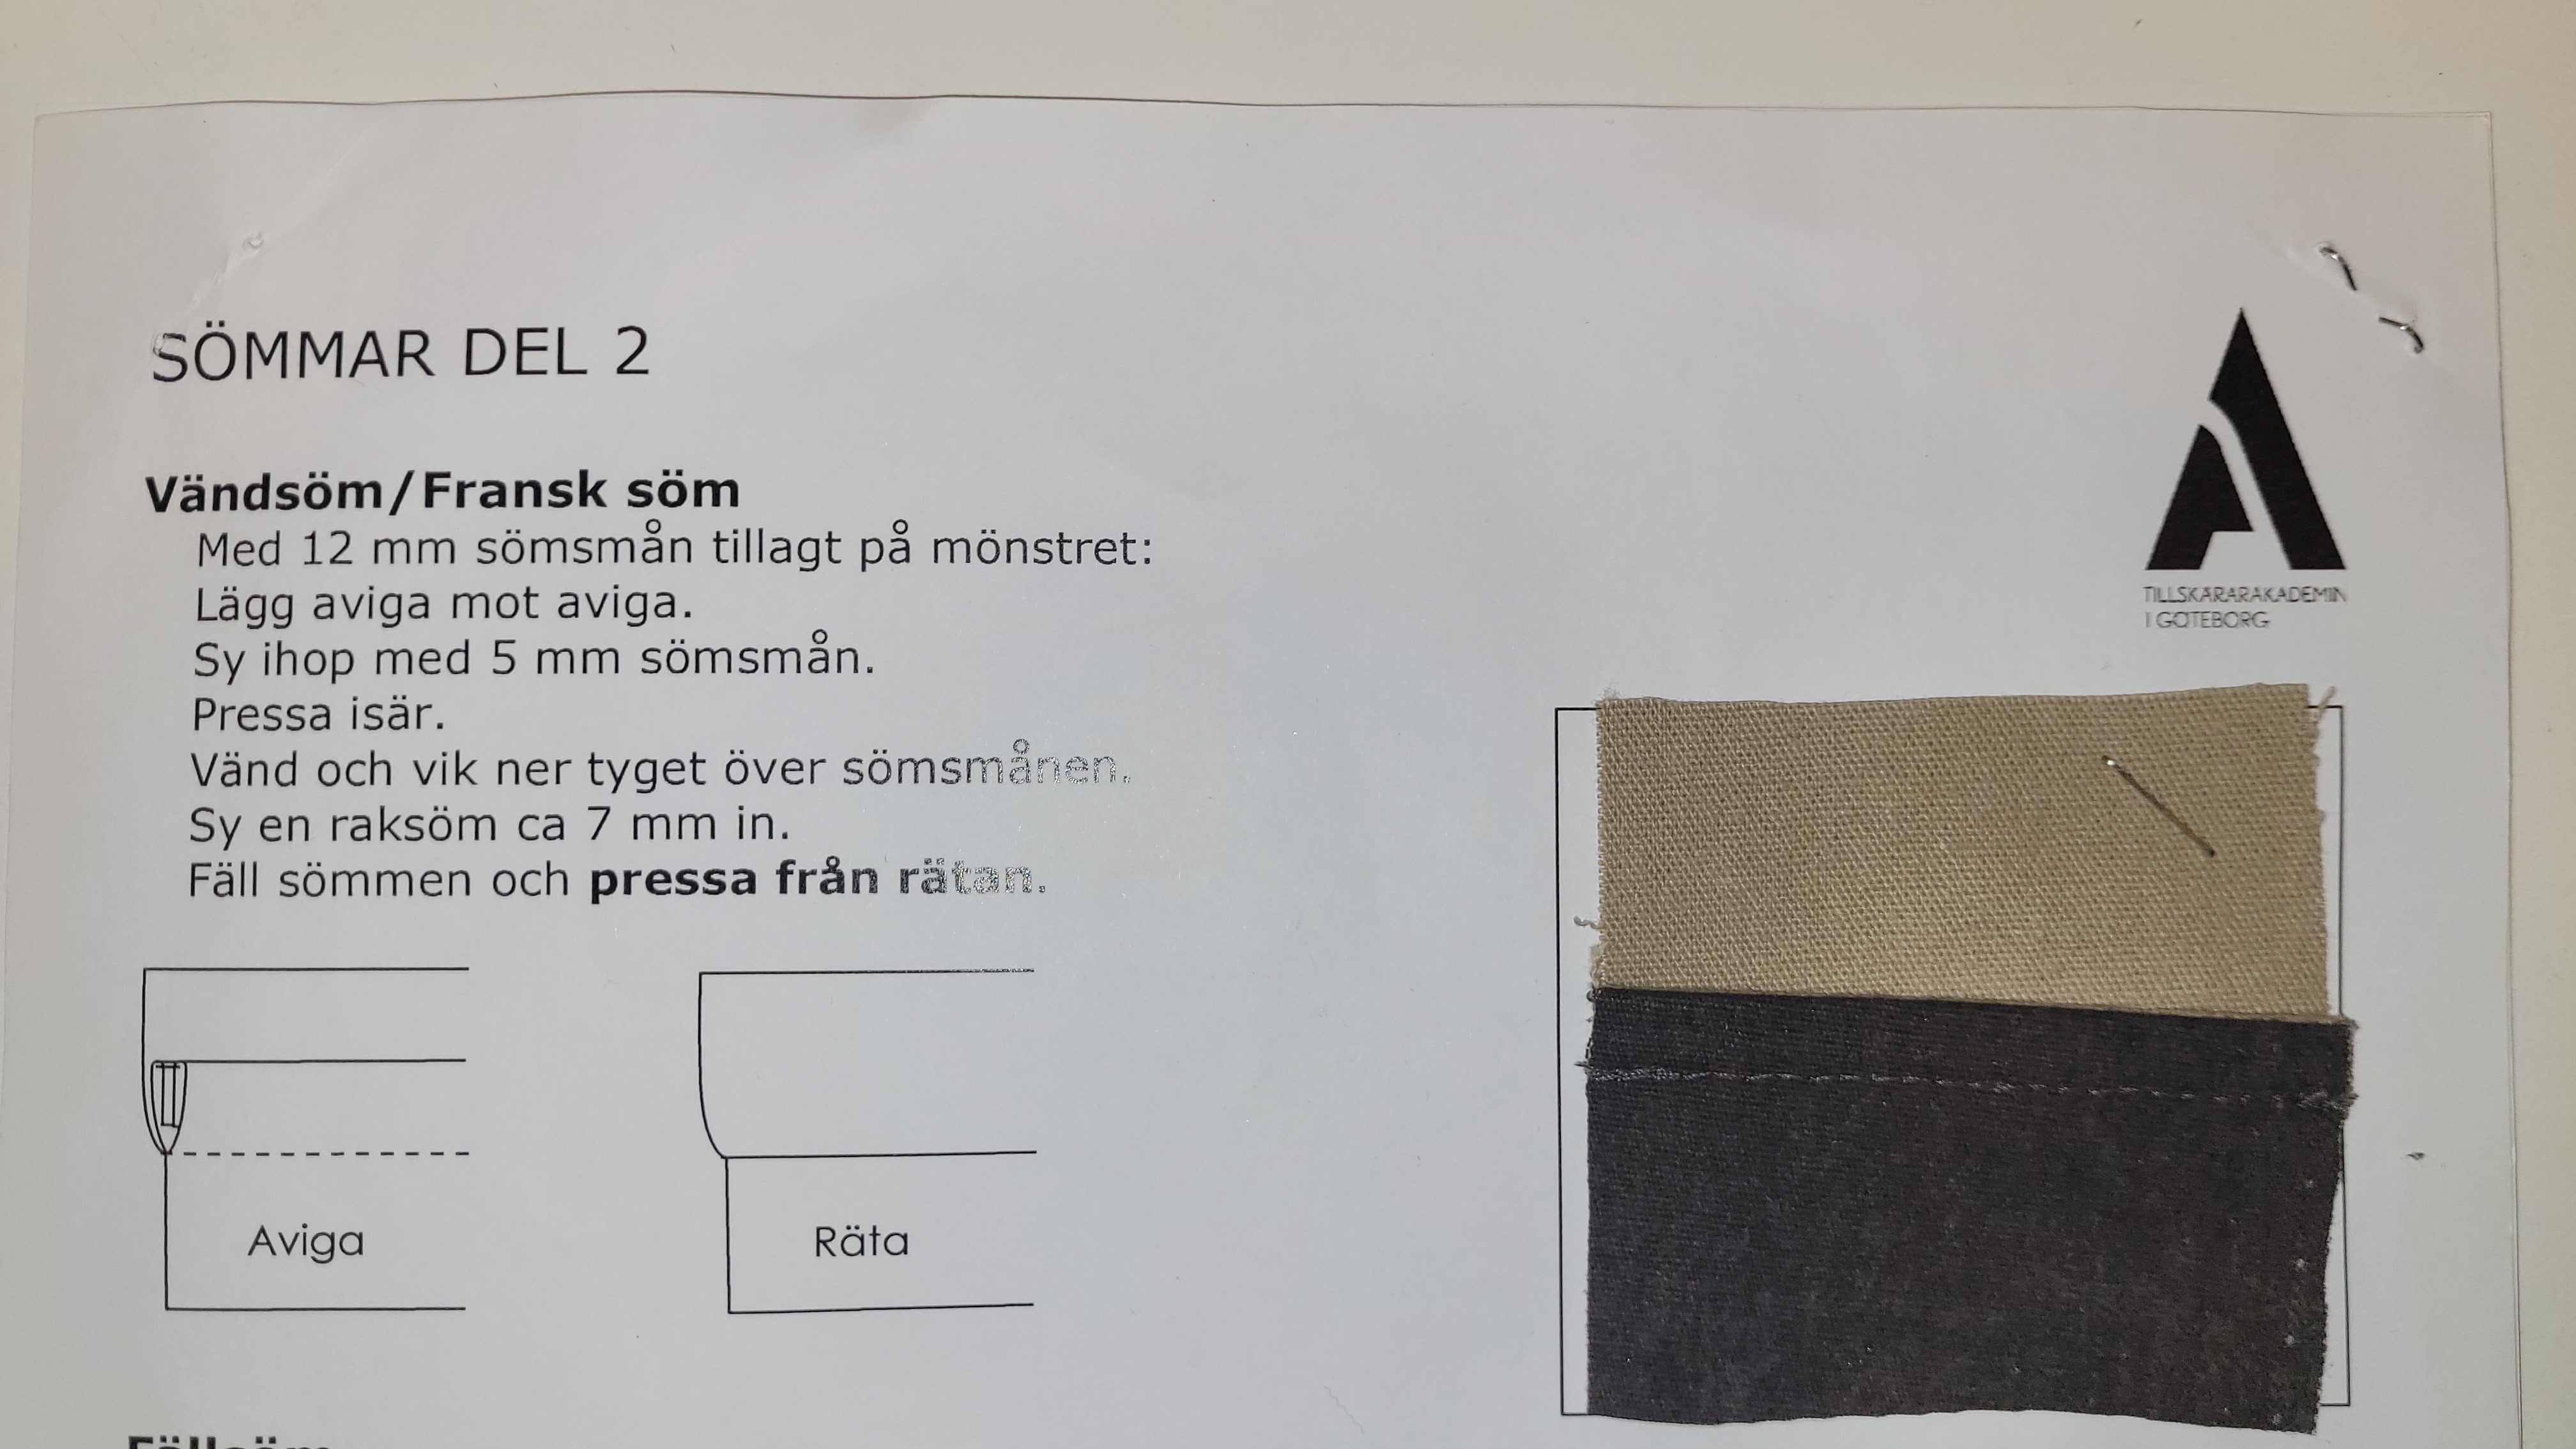 SÖMMAR DEL 2
TILLSKÄRARAKADEMIN
I GÖTEBORG
Vändsöm/Fransk söm
Med 12 mm sömsmån tillagt på mönstret:
Lägg aviga mot aviga.
Sy ihop med 5 mm sömsmån.
Pressa isär.
Vänd och vik ner tyget över sömsmånen.
Sy en raksöm ca 7 mm in.
Fäll sömmen och pressa från rätan.
Aviga
Räta